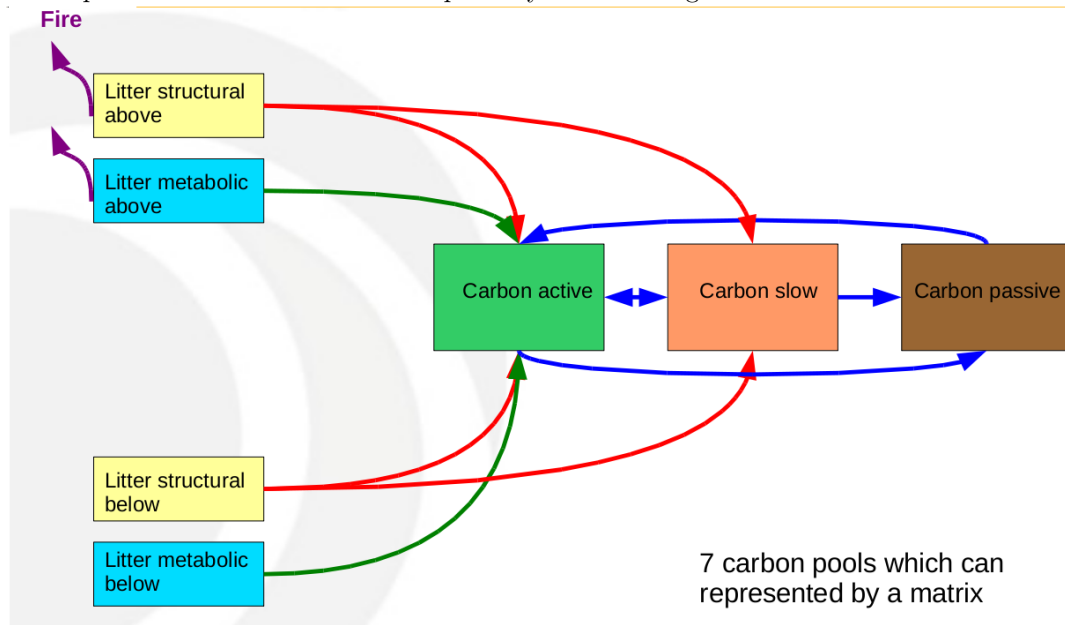 Fire
Litter structural
above
Litter metabolic
above
Carbon active
Carbon slow
Carbon passive
Litter structural
below
Litter metabolic
below
7 carbon pools which can
represented by a matrix